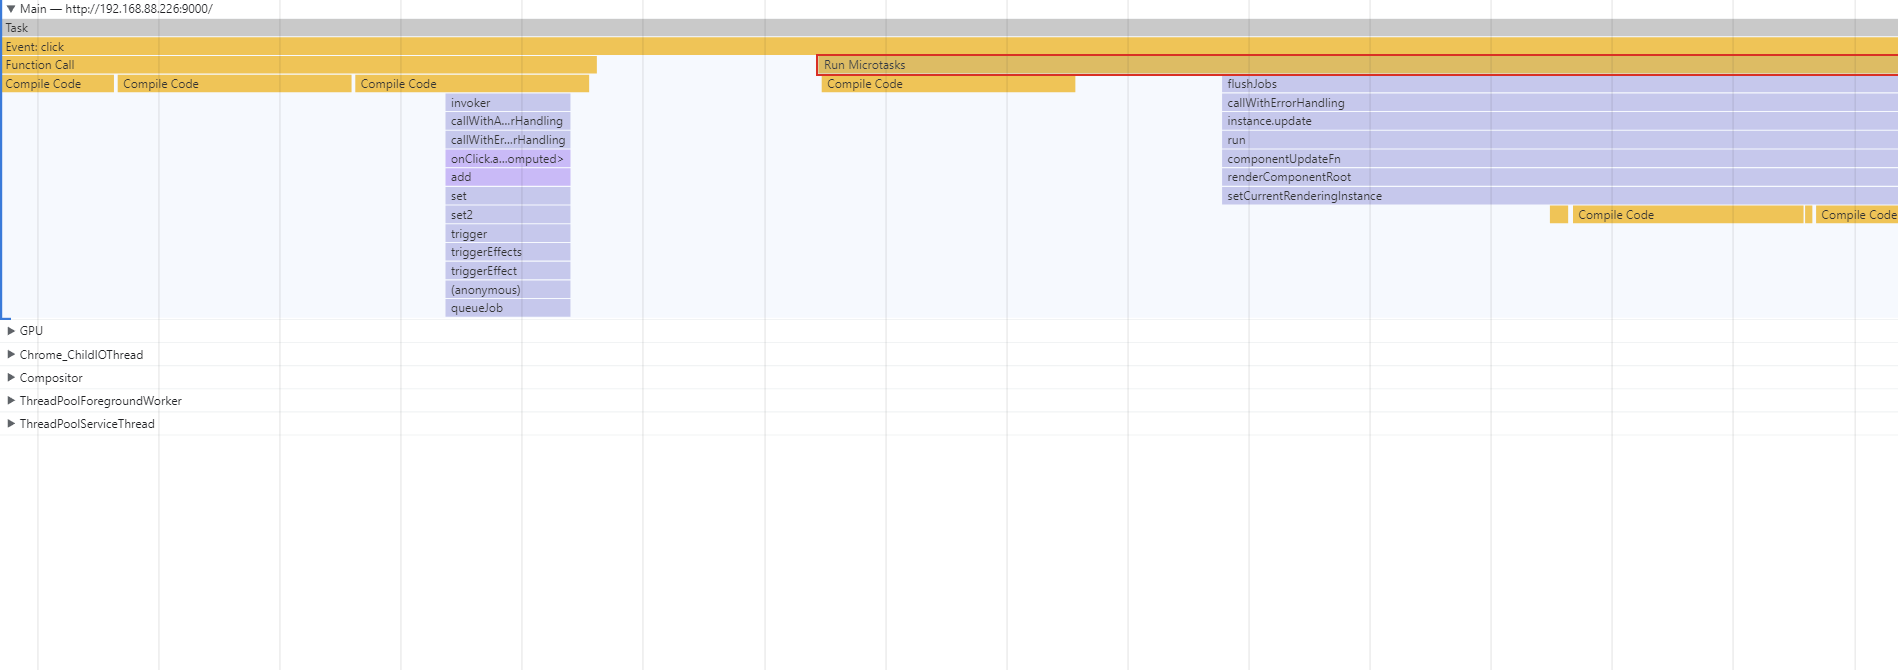 Main — http://192.168.88.226:9000/
Task
Event: click
Function Call
Run Microtasks
Compile Code
Compile Code
Compile Code
Compile Code
flushJobs
invoker
callWithErrorHandling
callWithA...rHandling
instance.update
callWithEr...rHandling
run
onClick.a...omputed>
componentUpdateFn
add
renderComponentRoot
set
setCurrentRenderingInstance
set2
Compile Code
Compile Code
trigger
triggerEffects
triggerEffect
(anonymous)
queueJob
GPU
Chrome_ChildIOThread
Compositor
ThreadPoolForegroundWorker
ThreadPoolServiceThread